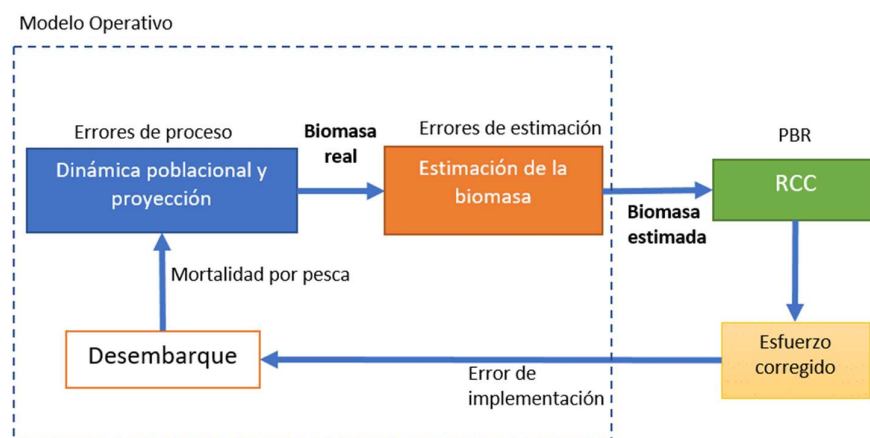 Modelo Operativo
Errores de proceso
Dinámica poblacional y
proyección
Biomasa
real
Errores de estimación
Estimación de la
biomasa
Biomasa
estimada
PBR
RCC
Mortalidad por pesca
Desembarque
Error de
implementación
Esfuerzo
corregido